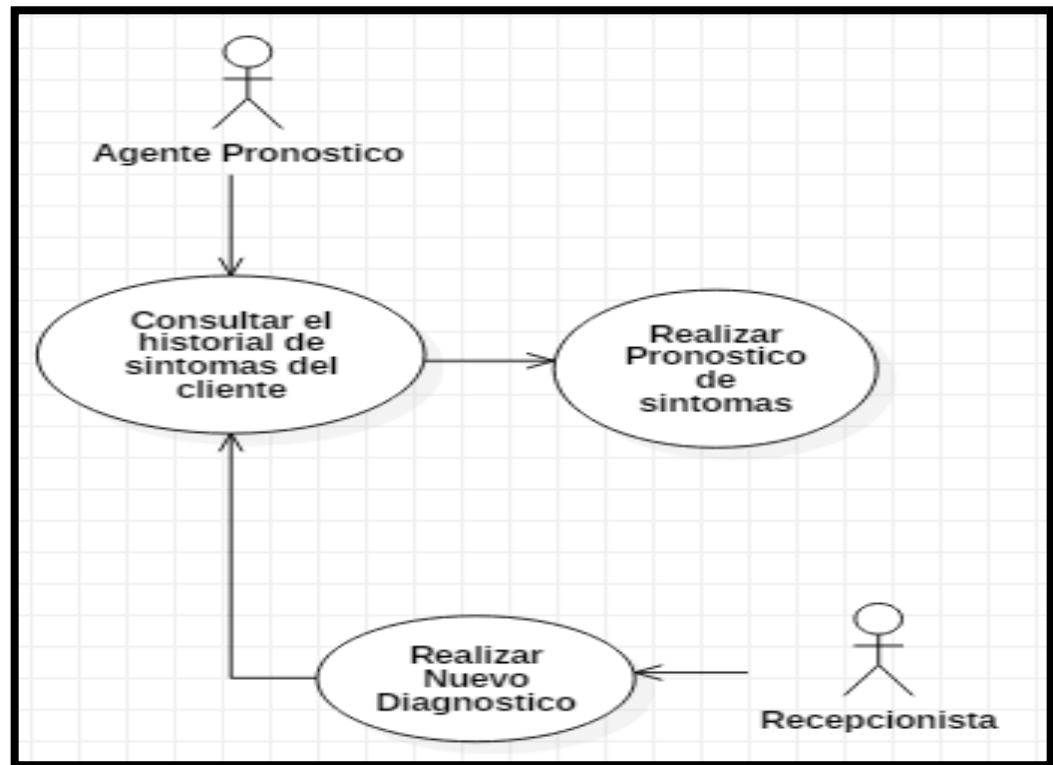 Agente Pronostico
Consultar el
historial de
sintomas del
cliente
Realizar
Pronostico
de
sintomas
Realizar
Nuevo
Diagnostico
Recepcionista